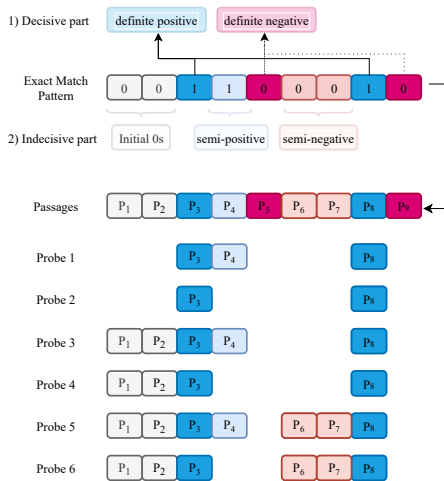 1) Decisive part definite positive definite negative
Exact Match
Pattern
0 0 1 1 0 0 0 1 0
2) Indecisive part Initial 0s semi-positive semi-negative
Passages P1 P2 P3 P4 P5 P6 P7 P8 P9
Probe 1 P3 P4 P8
Probe 2 P3 P8
Probe 3 P1 P2 P3 P4 P8
Probe 4 P1 P2 P3 P8
Probe 5 P1 P2 P3 P4 P6 P7 P8
Probe 6 P1 P2 P3 P6 P7 P8